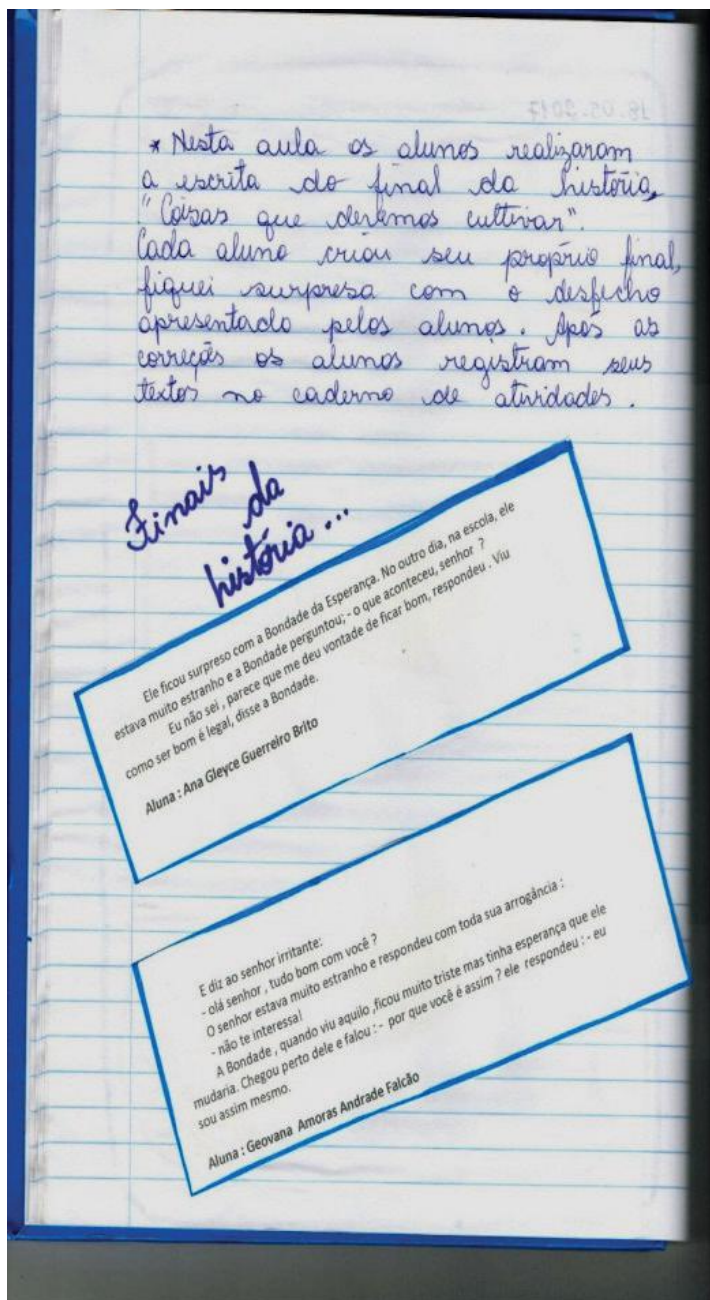 18.05.2017
* Nesta aula os alunos realizaram
a escrita do final da história,
"Coisas que devemos cultivar".
Cada aluno criou seu próprio final,
fiquei surpresa com o desfecho
apresentado pelos alunos. Após as
correções os alunos registram seus
textos no caderno de atividades.
Finais
da
história...
Ele ficou surpreso com a Bondade da Esperança. No outro dia, na escola, ele
estava muito estranho e a Bondade perguntou; - o que aconteceu, senhor ?
Eu não sei , parece que me deu vontade de ficar bom, respondeu . Viu
como ser bom é legal, disse a Bondade.
Aluna : Ana Gleyce Guerreiro Brito
E diz ao senhor irritante:
- olá senhor , tudo bom com você ?
O senhor estava muito estranho e respondeu com toda sua arrogância :
- não te interessa!
A Bondade , quando viu aquilo ,ficou muito triste mas tinha esperança que ele
mudaria. Chegou perto dele e falou : - por que você é assim ? ele respondeu : - eu
sou assim mesmo.
Aluna : Geovana Amoras Andrade Falcão